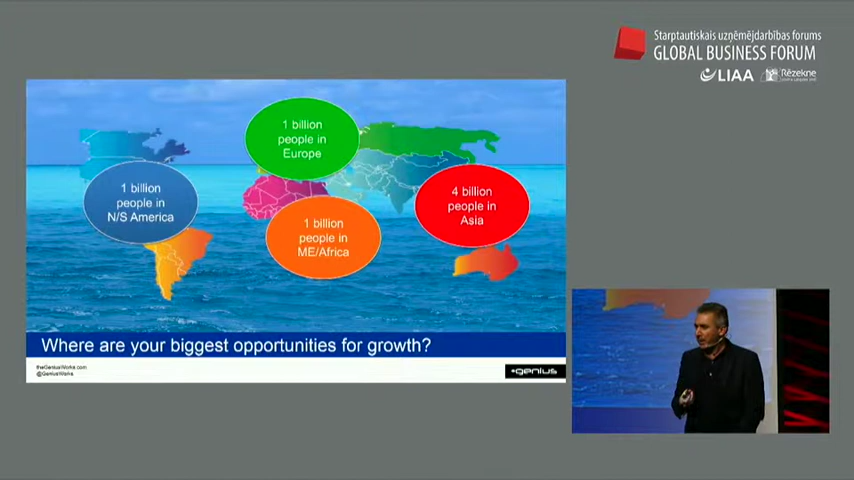 Starptautiskais uzņēmējdarbības forums
GLOBAL BUSINESS FORUM
LIAA
Rēzekne
1 billion
people in
Europe
1 billion
people in
N/S America
4 billion
people in
Asia
1 billion
people in
ME/Africa
Where are your biggest opportunities for growth?
theGeniusWorks.com
@GeniusWorks
genius